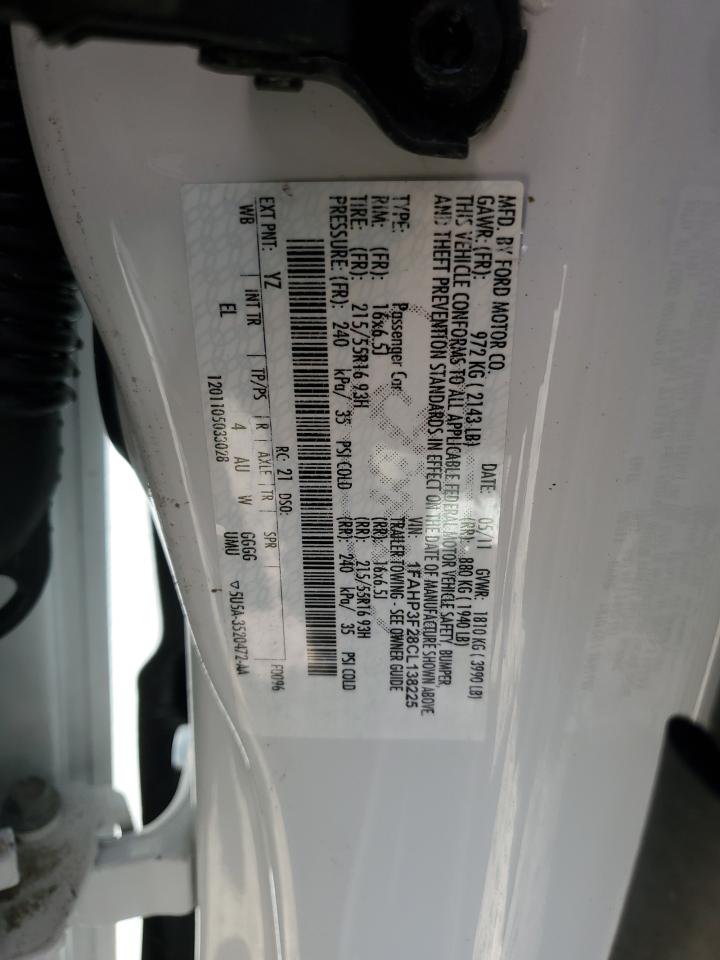 MFD. BY FORD MOTOR CO.
DATE: 05/11 GVWR: 1810 KG ( 3990 LB)
GAWR: (FR): 972 KG ( 2143 LB) (RR): 880 KG ( 1940 LB)
THIS VEHICLE CONFORMS TO ALL APPLICABLE FEDERAL MOTOR VEHICLE SAFETY, BUMPER,
AND THEFT PREVENTION STANDARDS IN EFFECT ON THE DATE OF MANUFACTURE SHOWN ABOVE
VIN: 1FAHP3F28CL138225
TYPE: Passenger Car TRAILER TOWING - SEE OWNER GUIDE
RIM: (FR): 16x6.5J (RR): 16x6.5J
TIRE: (FR): 215/55R16 93H (RR): 215/55R16 93H
PRESSURE: (FR): 240 kPa/ 35 PSI COLD (RR): 240 kPa/ 35 PSI COLD
EXT PNT: YZ RC: 21 DSO: F0096
WB INT TR TP/PS R AXLE TR SPR
EL 4 AU W GGGG
1201105033028 UMU ▽5U5A-3520472-AA